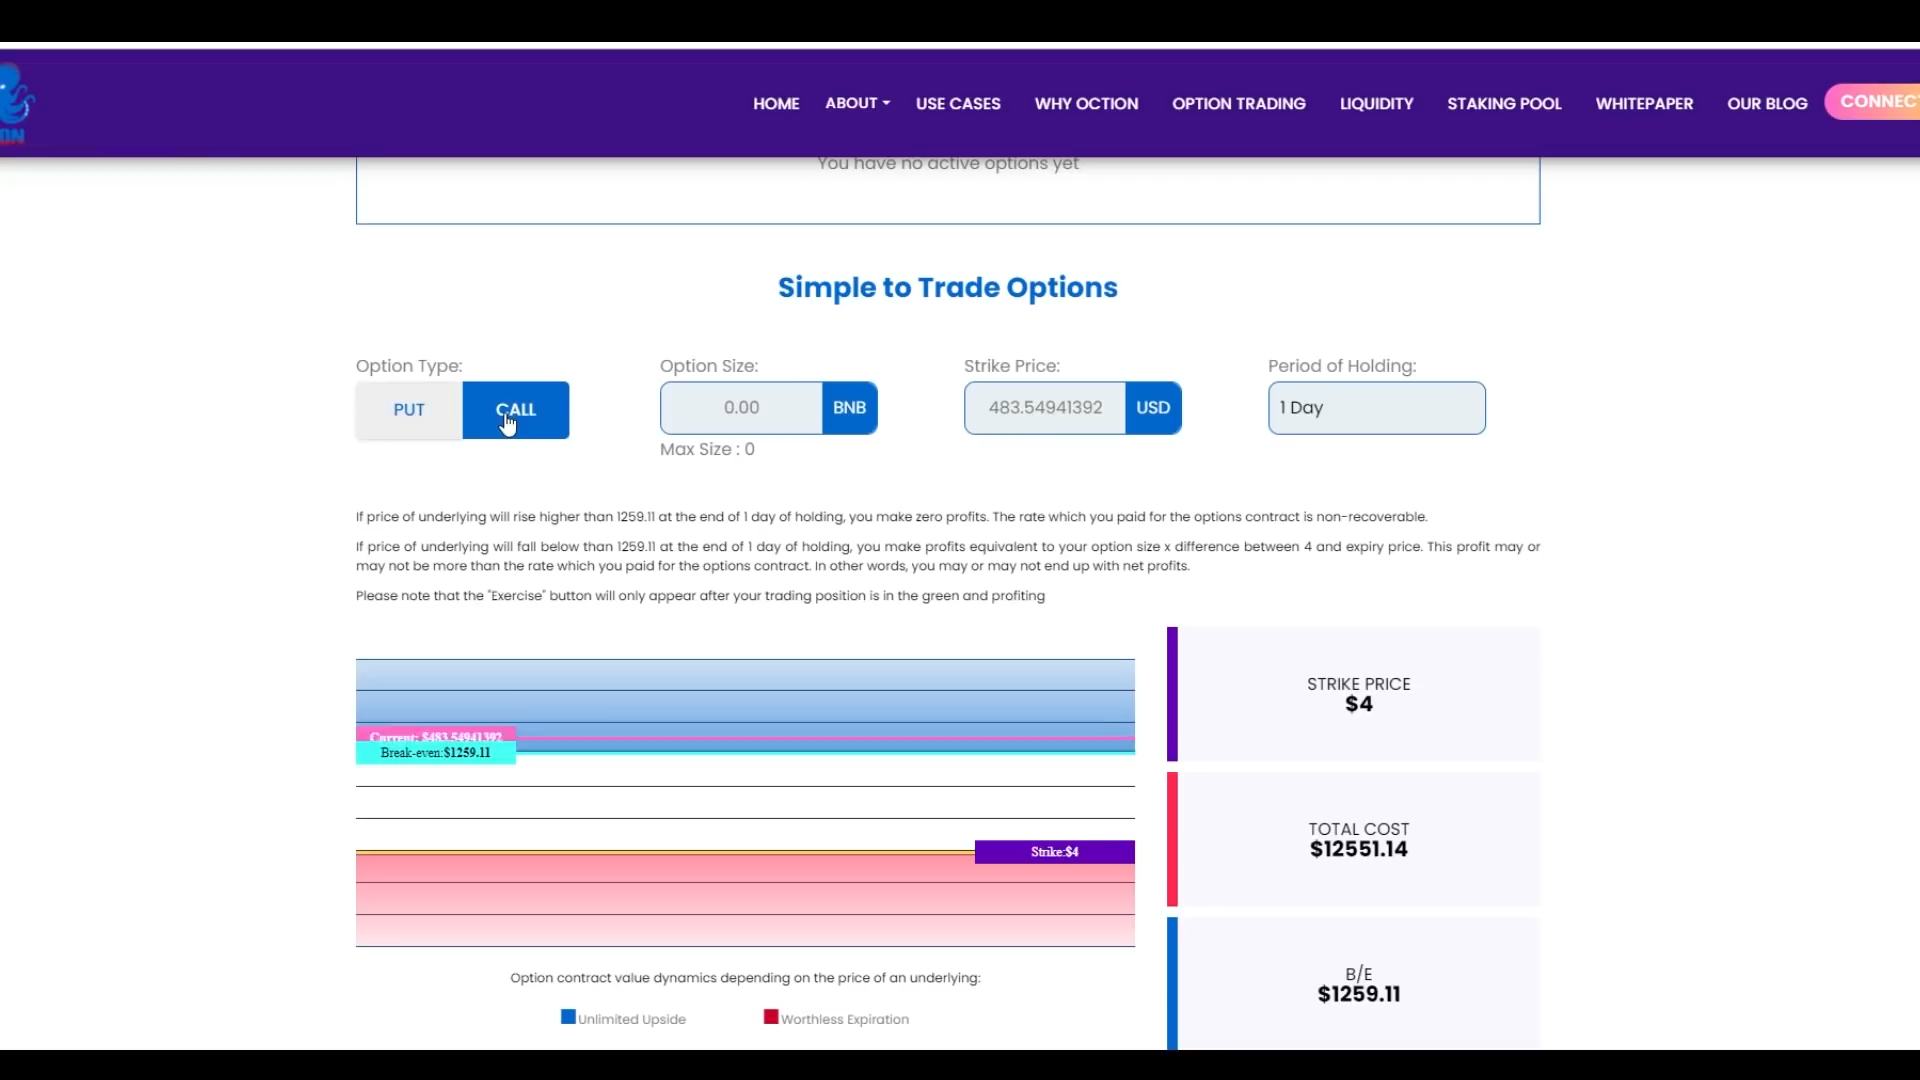 HOME ABOUT USE CASES WHY OCTION OPTION TRADING LIQUIDITY STAKING POOL WHITEPAPER OUR BLOG CONNECT
ON
You have no active options yet
Simple to Trade Options
Option Type: Option Size: Strike Price: Period of Holding:
PUT CALL 0.00 BNB 483.54941392 USD 1 Day
Max Size : 0
If price of underlying will rise higher than 1259.11 at the end of 1 day of holding, you make zero profits. The rate which you paid for the options contract is non-recoverable.
If price of underlying will fall below than 1259.11 at the end of 1 day of holding, you make profits equivalent to your option size x difference between 4 and expiry price. This profit may or
may not be more than the rate which you paid for the options contract. In other words, you may or may not end up with net profits.
Please note that the "Exercise" button will only appear after your trading position is in the green and profiting
Current: $483.54941392
Break-even:$1259.11
Strike:$4
Option contract value dynamics depending on the price of an underlying:
Unlimited Upside Worthless Expiration
STRIKE PRICE
$4
TOTAL COST
$12551.14
B/E
$1259.11